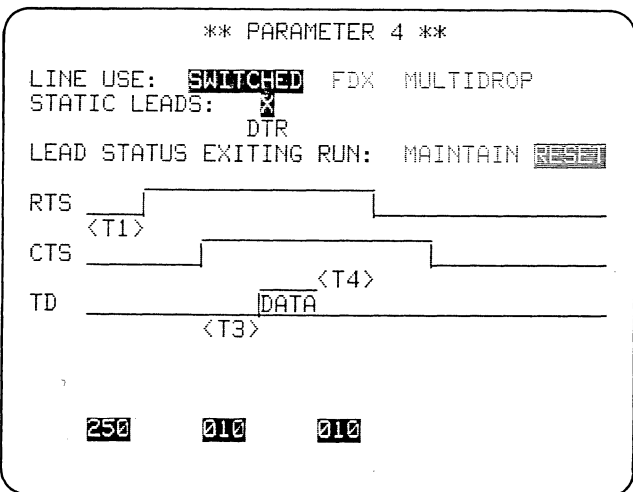 ** PARAMETER 4 **
LINE USE: SWITCHED FDX MULTIDROP
STATIC LEADS: X
DTR
LEAD STATUS EXITING RUN: MAINTAIN RESET
RTS
<T1>
CTS
<T4>
TD DATA
<T3>
250 010 010